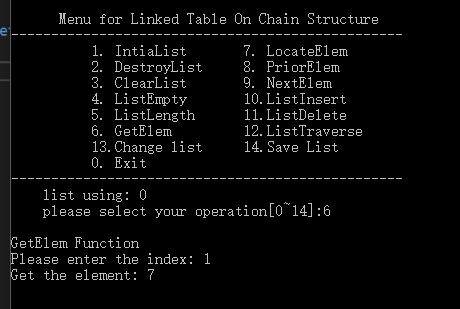 Menu for Linked Table On Chain Structure
-------------------------------------------------
1. IntiaList 7. LocateElem
2. DestroyList 8. PriorElem
3. ClearList 9. NextElem
4. ListEmpty 10.ListInsert
5. ListLength 11.ListDelete
6. GetElem 12.ListTraverse
13.Change list 14.Save List
0. Exit
-------------------------------------------------
list using: 0
please select your operation[0~14]:6
GetElem Function
Please enter the index: 1
Get the element: 7